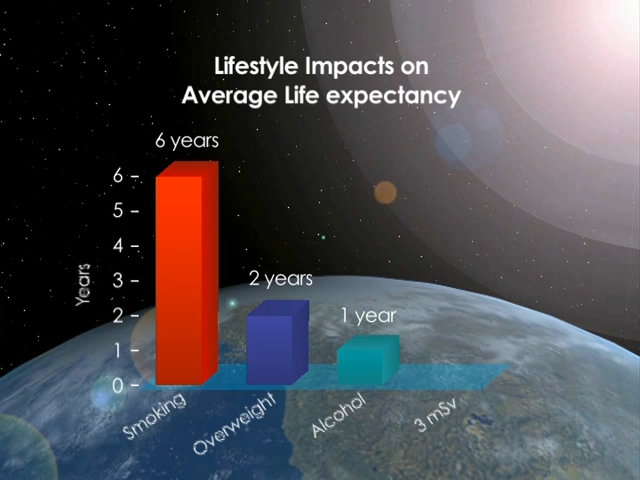 Lifestyle Impacts on
Average Life expectancy
6 years
2 years
1 year
6
5
4
3
2
1
0
Years
Smoking
Overweight
Alcohol
3 mSv